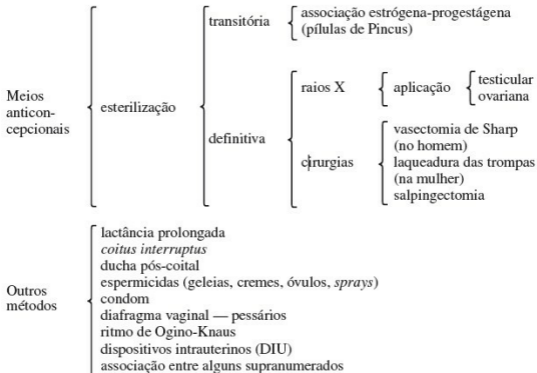 Meios
anticon-
cepcionais
esterilização
transitória
associação estrógena-progestágena
(pílulas de Pincus)
definitiva
raios X
aplicação
testicular
ovariana
cirurgias
vasectomia de Sharp
(no homem)
laqueadura das trompas
(na mulher)
salpingectomia
Outros
métodos
lactância prolongada
coitus interruptus
ducha pós-coital
espermicidas (geleias, cremes, óvulos, sprays)
condom
diafragma vaginal — pessários
ritmo de Ogino-Knaus
dispositivos intrauterinos (DIU)
associação entre alguns supranumerados